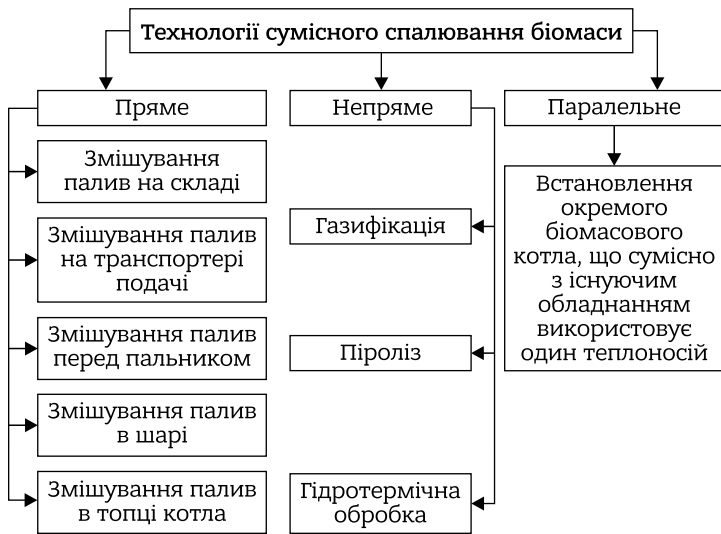 Технології сумісного спалювання біомаси
Пряме
Змішування
палив на складі
Змішування палив
на транспортері
подачі
Змішування палив
перед пальником
Змішування палив
в шарі
Змішування палив
в топці котла
Непряме
Газифікація
Піроліз
Гідротермічна
обробка
Паралельне
Встановлення
окремого
біомасового
котла, що сумісно
з існуючим
обладнанням
використовує
один теплоносій